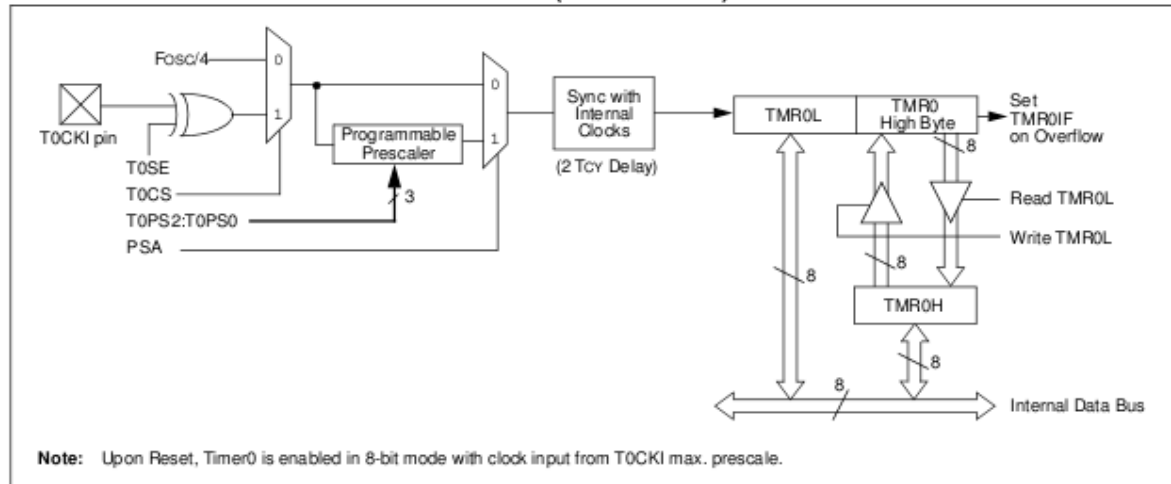 Fosc/4
0
1
T0CKI pin
T0SE
T0CS
T0PS2:T0PS0
PSA
Programmable
Prescaler
3
0
1
Sync with
Internal
Clocks
(2 TCY Delay)
TMR0L
TMR0
High Byte
Set
TMR0IF
on Overflow
8
Read TMR0L
Write TMR0L
8
8
TMR0H
8
8
Internal Data Bus
Note: Upon Reset, Timer0 is enabled in 8-bit mode with clock input from T0CKI max. prescale.